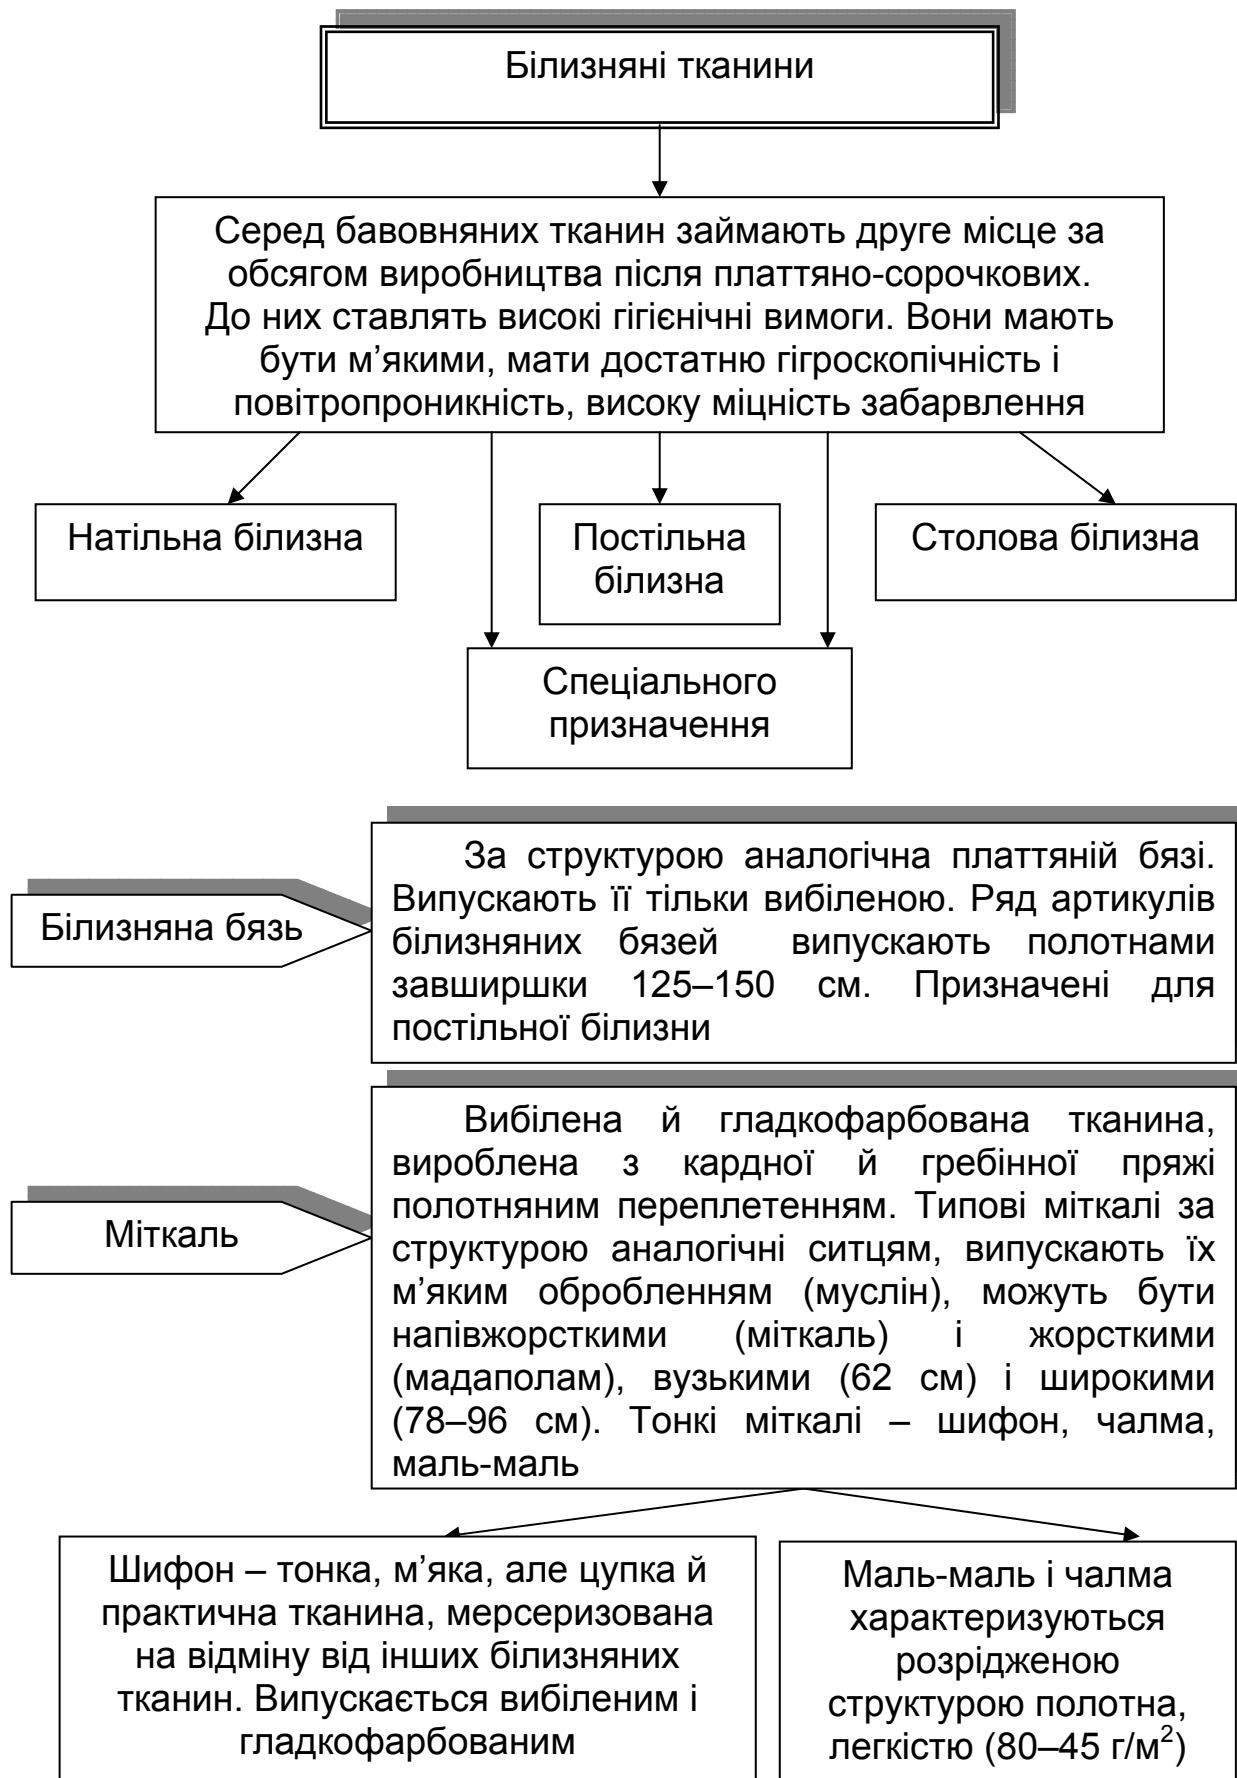 Білизняні тканини
Серед бавовняних тканин займають друге місце за
обсягом виробництва після платтяно-сорочкових.
До них ставлять високі гігієнічні вимоги. Вони мають
бути м’якими, мати достатню гігроскопічність і
повітропроникність, високу міцність забарвлення
Натільна білизна
Постільна
білизна
Столова білизна
Спеціального
призначення
Білизняна бязь
За структурою аналогічна платтяній бязі.
Випускають її тільки вибіленою. Ряд артикулів
білизняних бязей випускають полотнами
завширшки 125–150 см. Призначені для
постільної білизни
Міткаль
Вибілена й гладкофарбована тканина,
вироблена з кардної й гребінної пряжі
полотняним переплетенням. Типові міткалі за
структурою аналогічні ситцям, випускають їх
м’яким обробленням (муслін), можуть бути
напівжорсткими (міткаль) і жорсткими
(мадаполам), вузькими (62 см) і широкими
(78–96 см). Тонкі міткалі – шифон, чалма,
маль-маль
Шифон – тонка, м’яка, але цупка й
практична тканина, мерсеризована
на відміну від інших білизняних
тканин. Випускається вибіленим і
гладкофарбованим
Маль-маль і чалма
характеризуються
розрідженою
структурою полотна,
легкістю (80–45 г/м²)